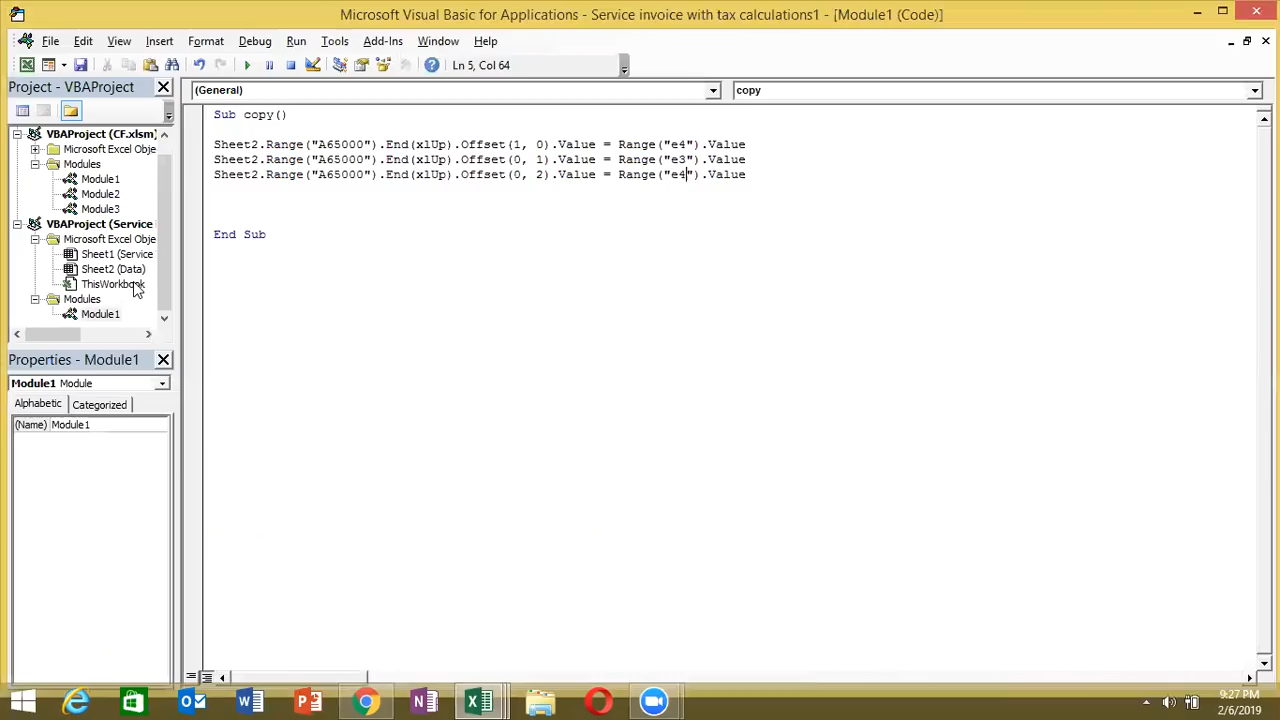 Microsoft Visual Basic for Applications - Service invoice with tax calculations1 - [Module1 (Code)]
File Edit View Insert Format Debug Run Tools Add-Ins Window Help
Ln 5, Col 64
Project - VBAProject
(General)
copy
VBAProject (CF.xlsm)
Microsoft Excel Obje
Modules
Module1
Module2
Module3
VBAProject (Service
Microsoft Excel Obje
Sheet1 (Service
Sheet2 (Data)
ThisWorkbook
Modules
Module1
Sub copy()
Sheet2.Range("A65000").End(xlUp).Offset(1, 0).Value = Range("e4").Value
Sheet2.Range("A65000").End(xlUp).Offset(0, 1).Value = Range("e3").Value
Sheet2.Range("A65000").End(xlUp).Offset(0, 2).Value = Range("e4").Value
End Sub
Properties - Module1
Module1 Module
Alphabetic Categorized
(Name) Module1
9:27 PM
2/6/2019